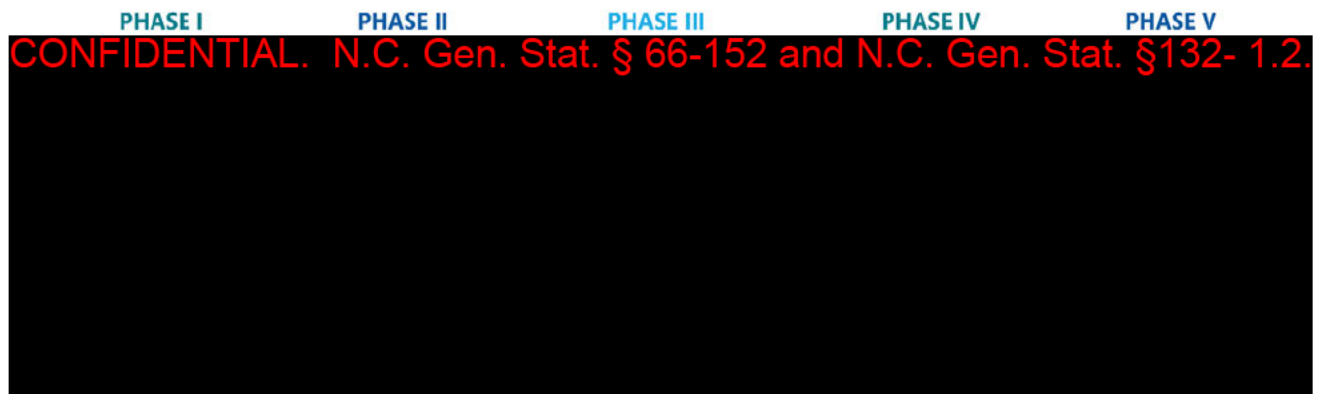 PHASE I PHASE II PHASE III PHASE IV PHASE V
CONFIDENTIAL. N.C. Gen. Stat. § 66-152 and N.C. Gen. Stat. §132- 1.2.